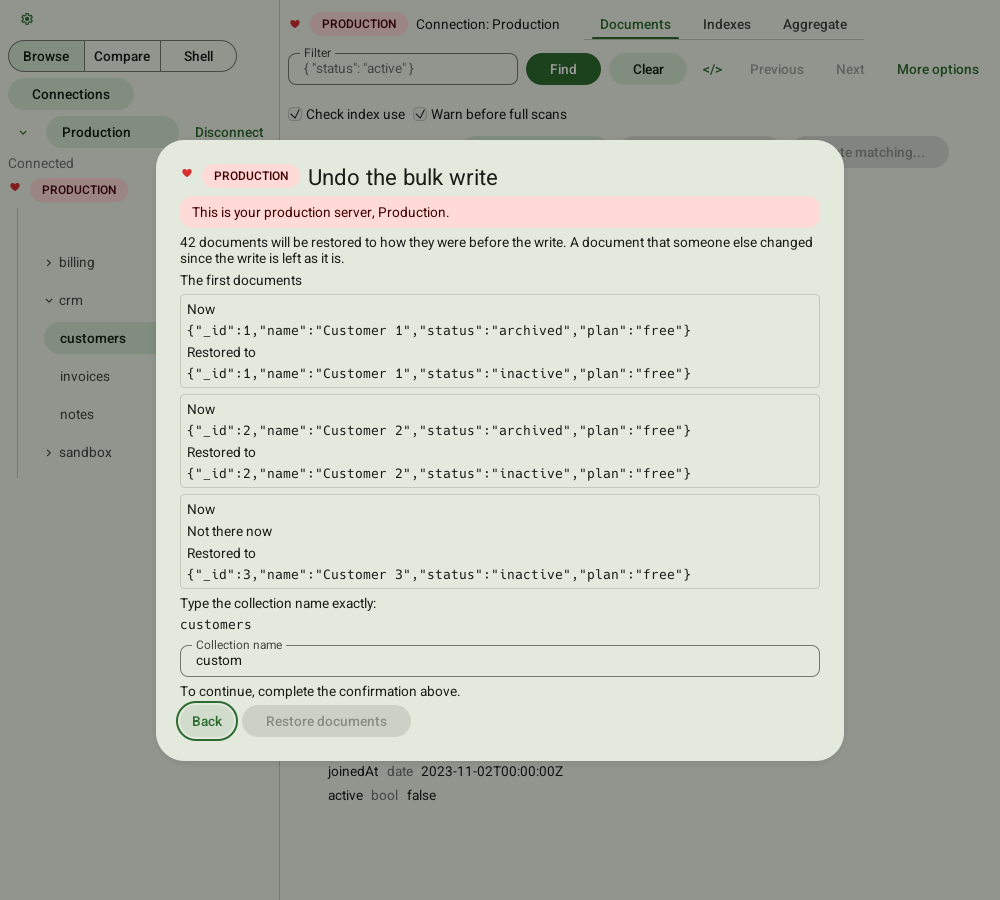 Browse
Compare
Shell
Connections
Production
Disconnect
Connected
PRODUCTION
billing
crm
customers
invoices
notes
sandbox
PRODUCTION
Connection: Production
Documents
Indexes
Aggregate
Filter
{ "status": "active" }
Find
Clear
</>
Previous
Next
More options
Check index use
Warn before full scans
te matching...
PRODUCTION
Undo the bulk write
This is your production server, Production.
42 documents will be restored to how they were before the write. A document that someone else changed
since the write is left as it is.
The first documents
Now
{"_id":1,"name":"Customer 1","status":"archived","plan":"free"}
Restored to
{"_id":1,"name":"Customer 1","status":"inactive","plan":"free"}
Now
{"_id":2,"name":"Customer 2","status":"archived","plan":"free"}
Restored to
{"_id":2,"name":"Customer 2","status":"inactive","plan":"free"}
Now
Not there now
Restored to
{"_id":3,"name":"Customer 3","status":"inactive","plan":"free"}
Type the collection name exactly:
customers
Collection name
custom
To continue, complete the confirmation above.
Back
Restore documents
joinedAt date 2023-11-02T00:00:00Z
active bool false